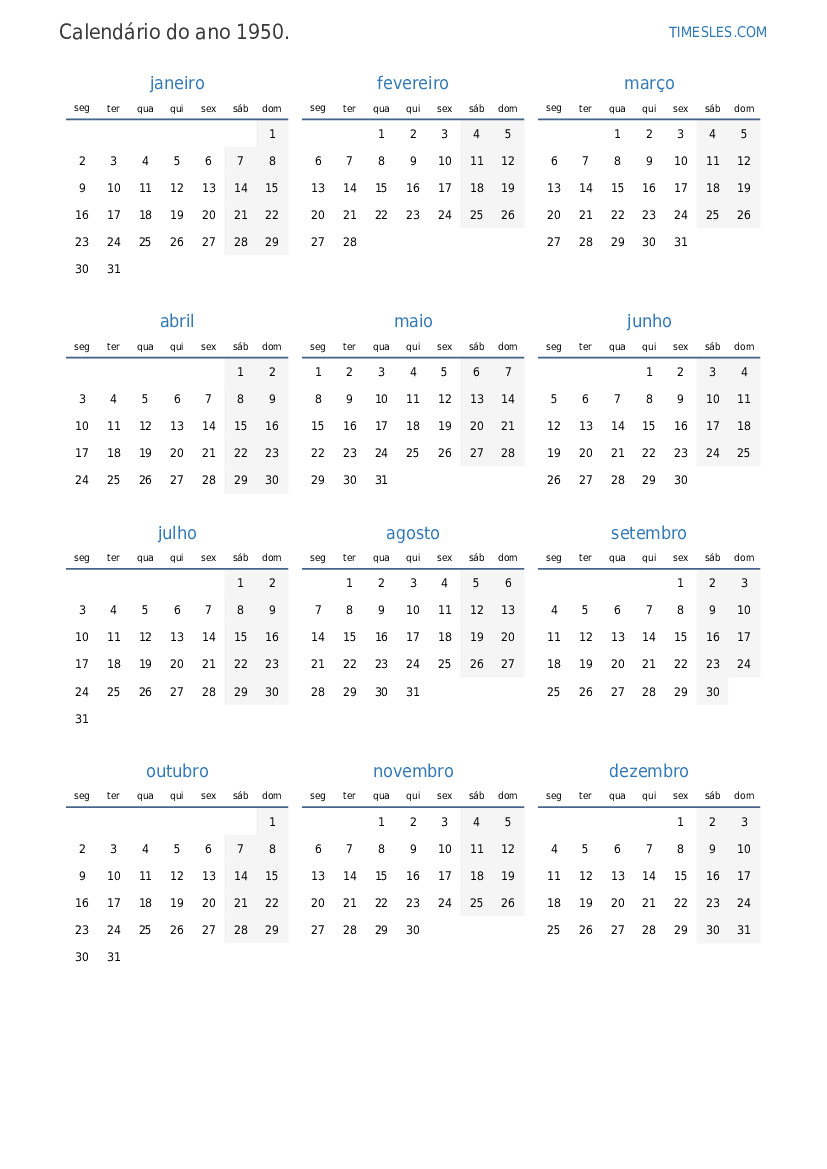 Calendário do ano 1950. TIMESLES.COM
janeiro fevereiro março
seg ter qua qui sex sáb dom seg ter qua qui sex sáb dom seg ter qua qui sex sáb dom
1 1 2 3 4 5 1 2 3 4 5
2 3 4 5 6 7 8 6 7 8 9 10 11 12 6 7 8 9 10 11 12
9 10 11 12 13 14 15 13 14 15 16 17 18 19 13 14 15 16 17 18 19
16 17 18 19 20 21 22 20 21 22 23 24 25 26 20 21 22 23 24 25 26
23 24 25 26 27 28 29 27 28 27 28 29 30 31
30 31
abril maio junho
seg ter qua qui sex sáb dom seg ter qua qui sex sáb dom seg ter qua qui sex sáb dom
1 2 1 2 3 4 5 6 7 1 2 3 4
3 4 5 6 7 8 9 8 9 10 11 12 13 14 5 6 7 8 9 10 11
10 11 12 13 14 15 16 15 16 17 18 19 20 21 12 13 14 15 16 17 18
17 18 19 20 21 22 23 22 23 24 25 26 27 28 19 20 21 22 23 24 25
24 25 26 27 28 29 30 29 30 31 26 27 28 29 30
julho agosto setembro
seg ter qua qui sex sáb dom seg ter qua qui sex sáb dom seg ter qua qui sex sáb dom
1 2 1 2 3 4 5 6 1 2 3
3 4 5 6 7 8 9 7 8 9 10 11 12 13 4 5 6 7 8 9 10
10 11 12 13 14 15 16 14 15 16 17 18 19 20 11 12 13 14 15 16 17
17 18 19 20 21 22 23 21 22 23 24 25 26 27 18 19 20 21 22 23 24
24 25 26 27 28 29 30 28 29 30 31 25 26 27 28 29 30
31
outubro novembro dezembro
seg ter qua qui sex sáb dom seg ter qua qui sex sáb dom seg ter qua qui sex sáb dom
1 1 2 3 4 5 1 2 3
2 3 4 5 6 7 8 6 7 8 9 10 11 12 4 5 6 7 8 9 10
9 10 11 12 13 14 15 13 14 15 16 17 18 19 11 12 13 14 15 16 17
16 17 18 19 20 21 22 20 21 22 23 24 25 26 18 19 20 21 22 23 24
23 24 25 26 27 28 29 27 28 29 30 25 26 27 28 29 30 31
30 31